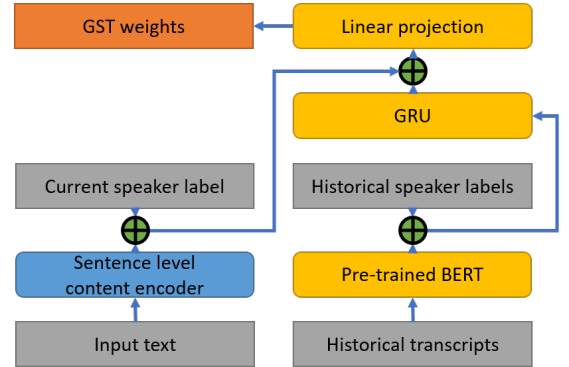 GST weights
Linear projection
GRU
Current speaker label
Historical speaker labels
Sentence level
content encoder
Pre-trained BERT
Input text
Historical transcripts